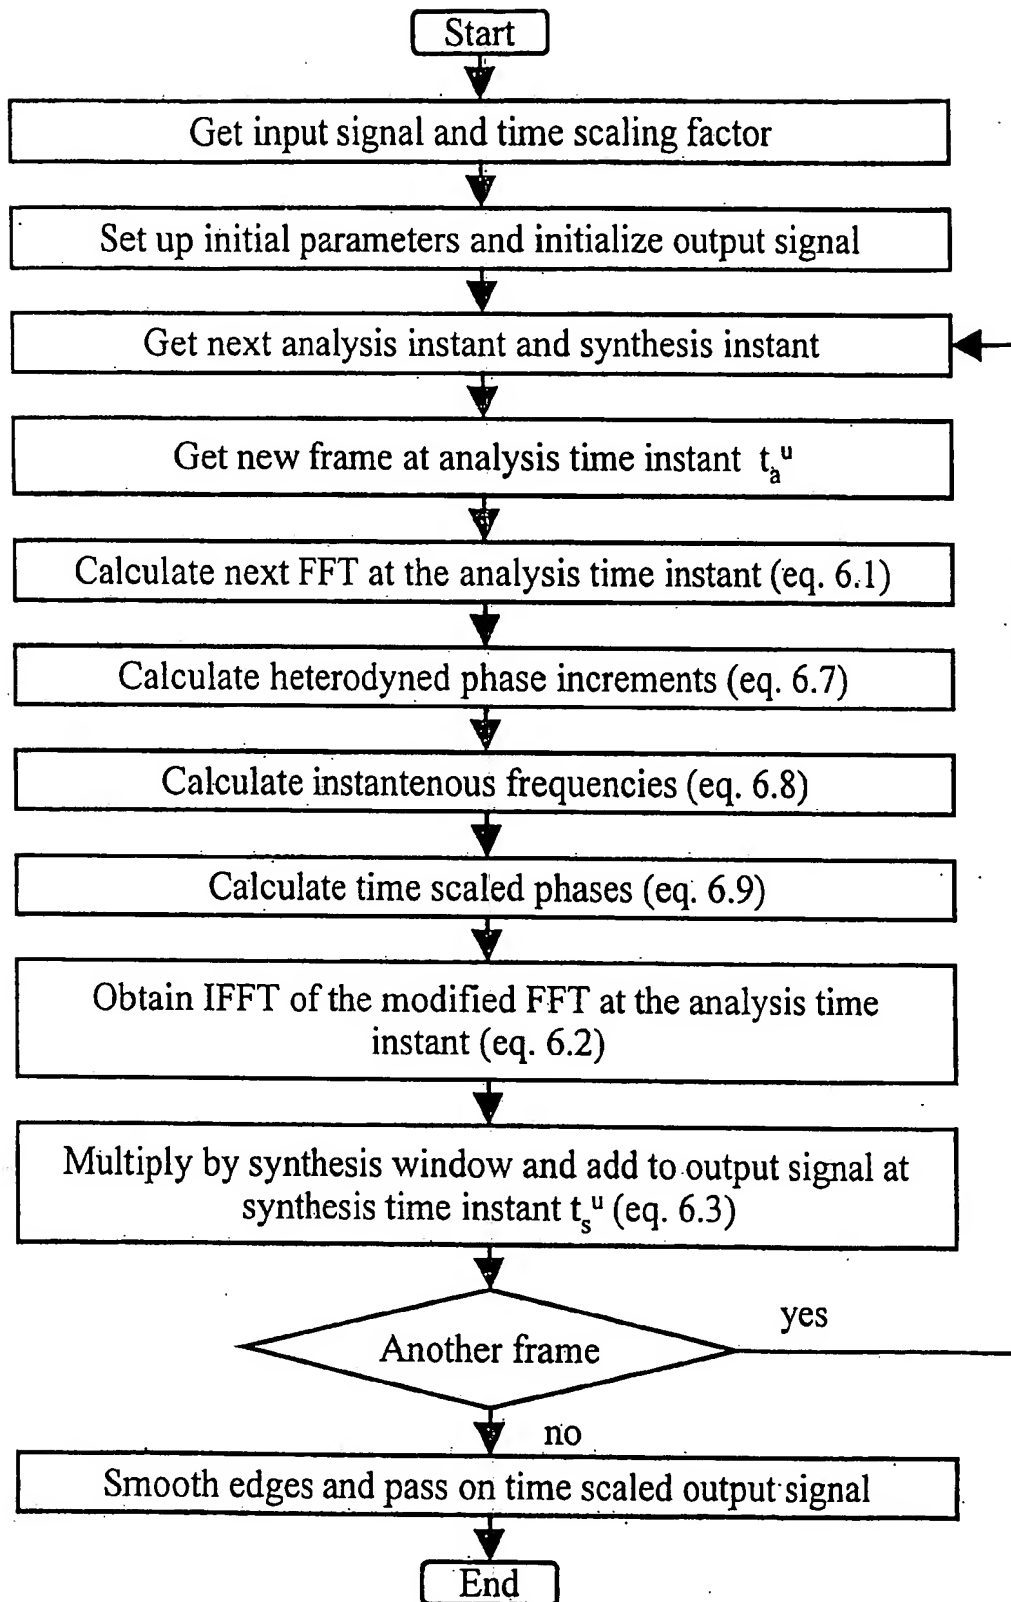 Start
Get input signal and time scaling factor
Set up initial parameters and initialize output signal
Get next analysis instant and synthesis instant
Get new frame at analysis time instant tₐᵘ
Calculate next FFT at the analysis time instant (eq. 6.1)
Calculate heterodyned phase increments (eq. 6.7)
Calculate instantenous frequencies (eq. 6.8)
Calculate time scaled phases (eq. 6.9)
Obtain IFFT of the modified FFT at the analysis time
instant (eq. 6.2)
Multiply by synthesis window and add to output signal at
synthesis time instant tₛᵘ (eq. 6.3)
yes
Another frame
no
Smooth edges and pass on time scaled output signal
End